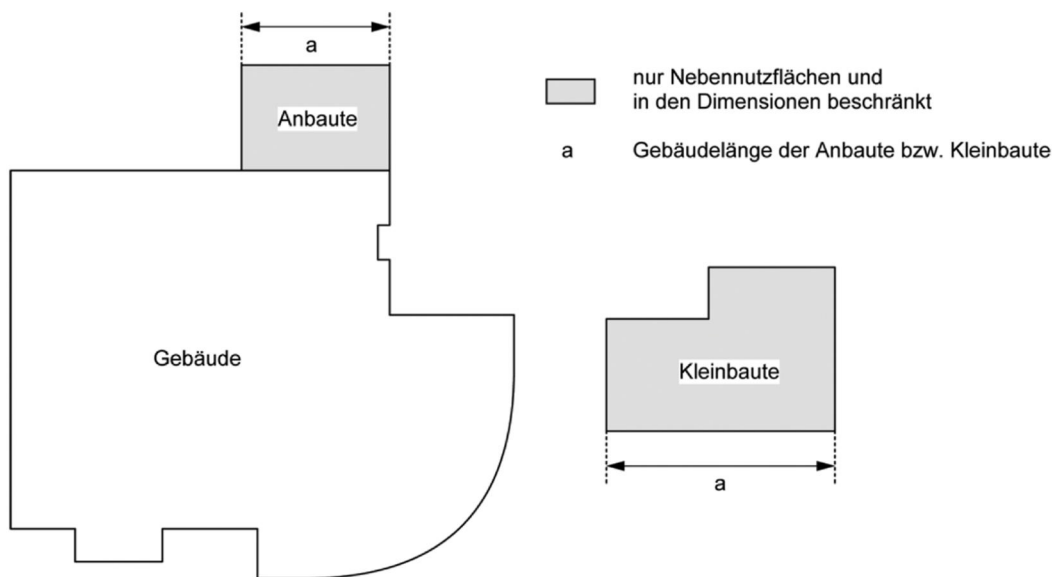 a
Anbaute
nur Nebennutzflächen und
in den Dimensionen beschränkt
a Gebäudelänge der Anbaute bzw. Kleinbaute
Gebäude
Kleinbaute
a